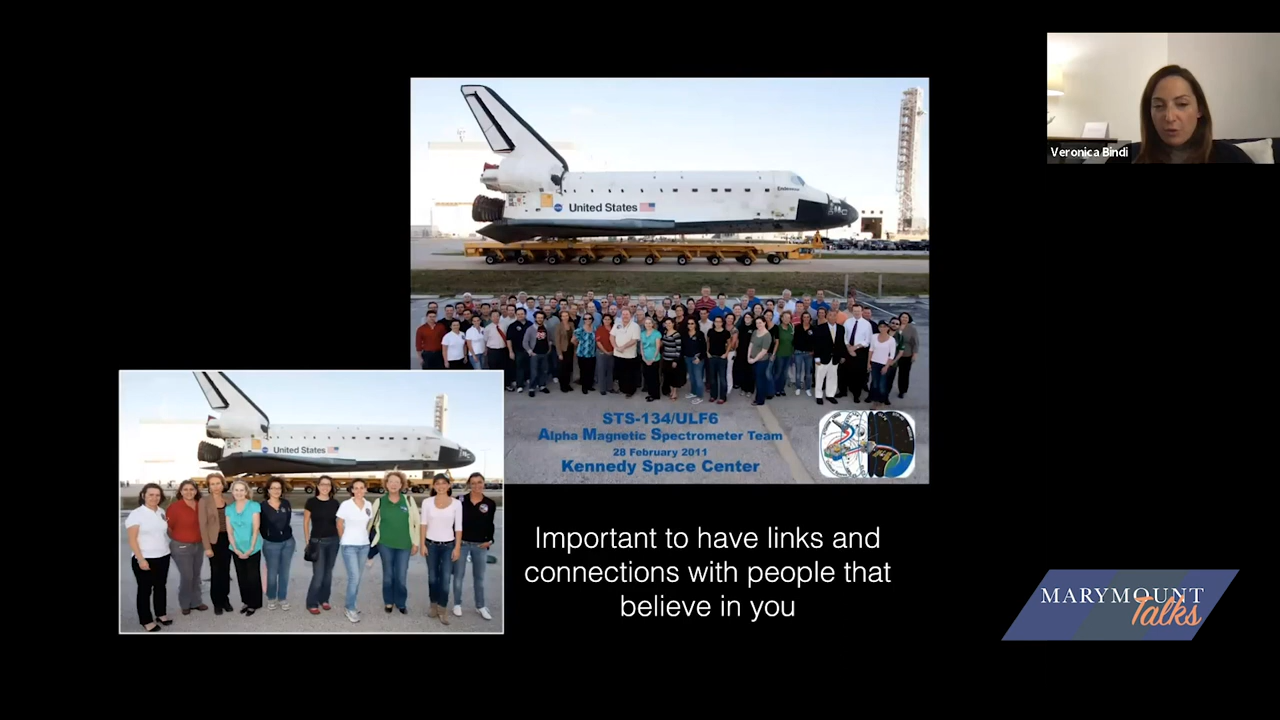 Veronica Bindi
Endeavour
United States
STS-134/ULF6
Alpha Magnetic Spectrometer Team
28 February 2011
Kennedy Space Center
United States
Important to have links and
connections with people that
believe in you
MARYMOUNT
Talks